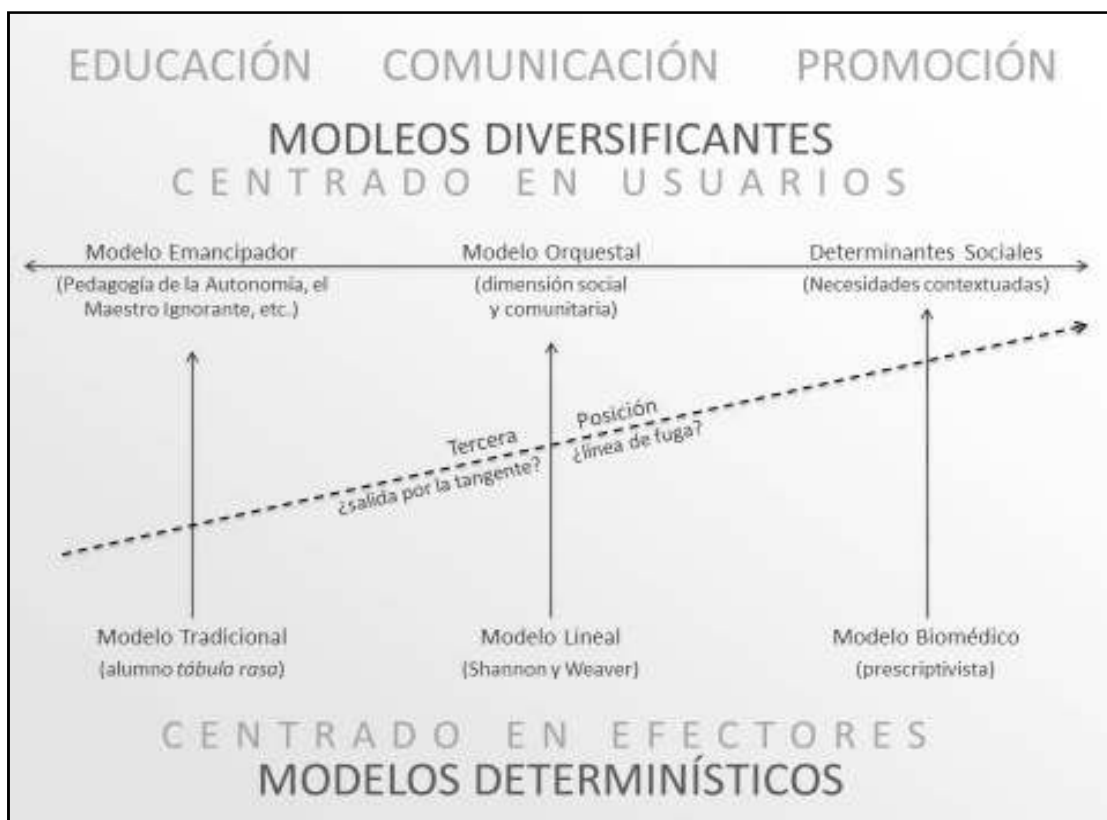 EDUCACIÓN COMUNICACIÓN PROMOCIÓN
MODLEOS DIVERSIFICANTES
CENTRADO EN USUARIOS
Modelo Emancipador
(Pedagogía de la Autonomía, el
Maestro Ignorante, etc.)
Modelo Orquestal
(dimensión social
y comunitaria)
Determinantes Sociales
(Necesidades contextuadas)
Tercera Posición
¿salida por la tangente? ¿línea de fuga?
Modelo Tradicional
(alumno tábula rasa)
Modelo Lineal
(Shannon y Weaver)
Modelo Biomédico
(prescriptivista)
CENTRADO EN EFECTORES
MODELOS DETERMINÍSTICOS